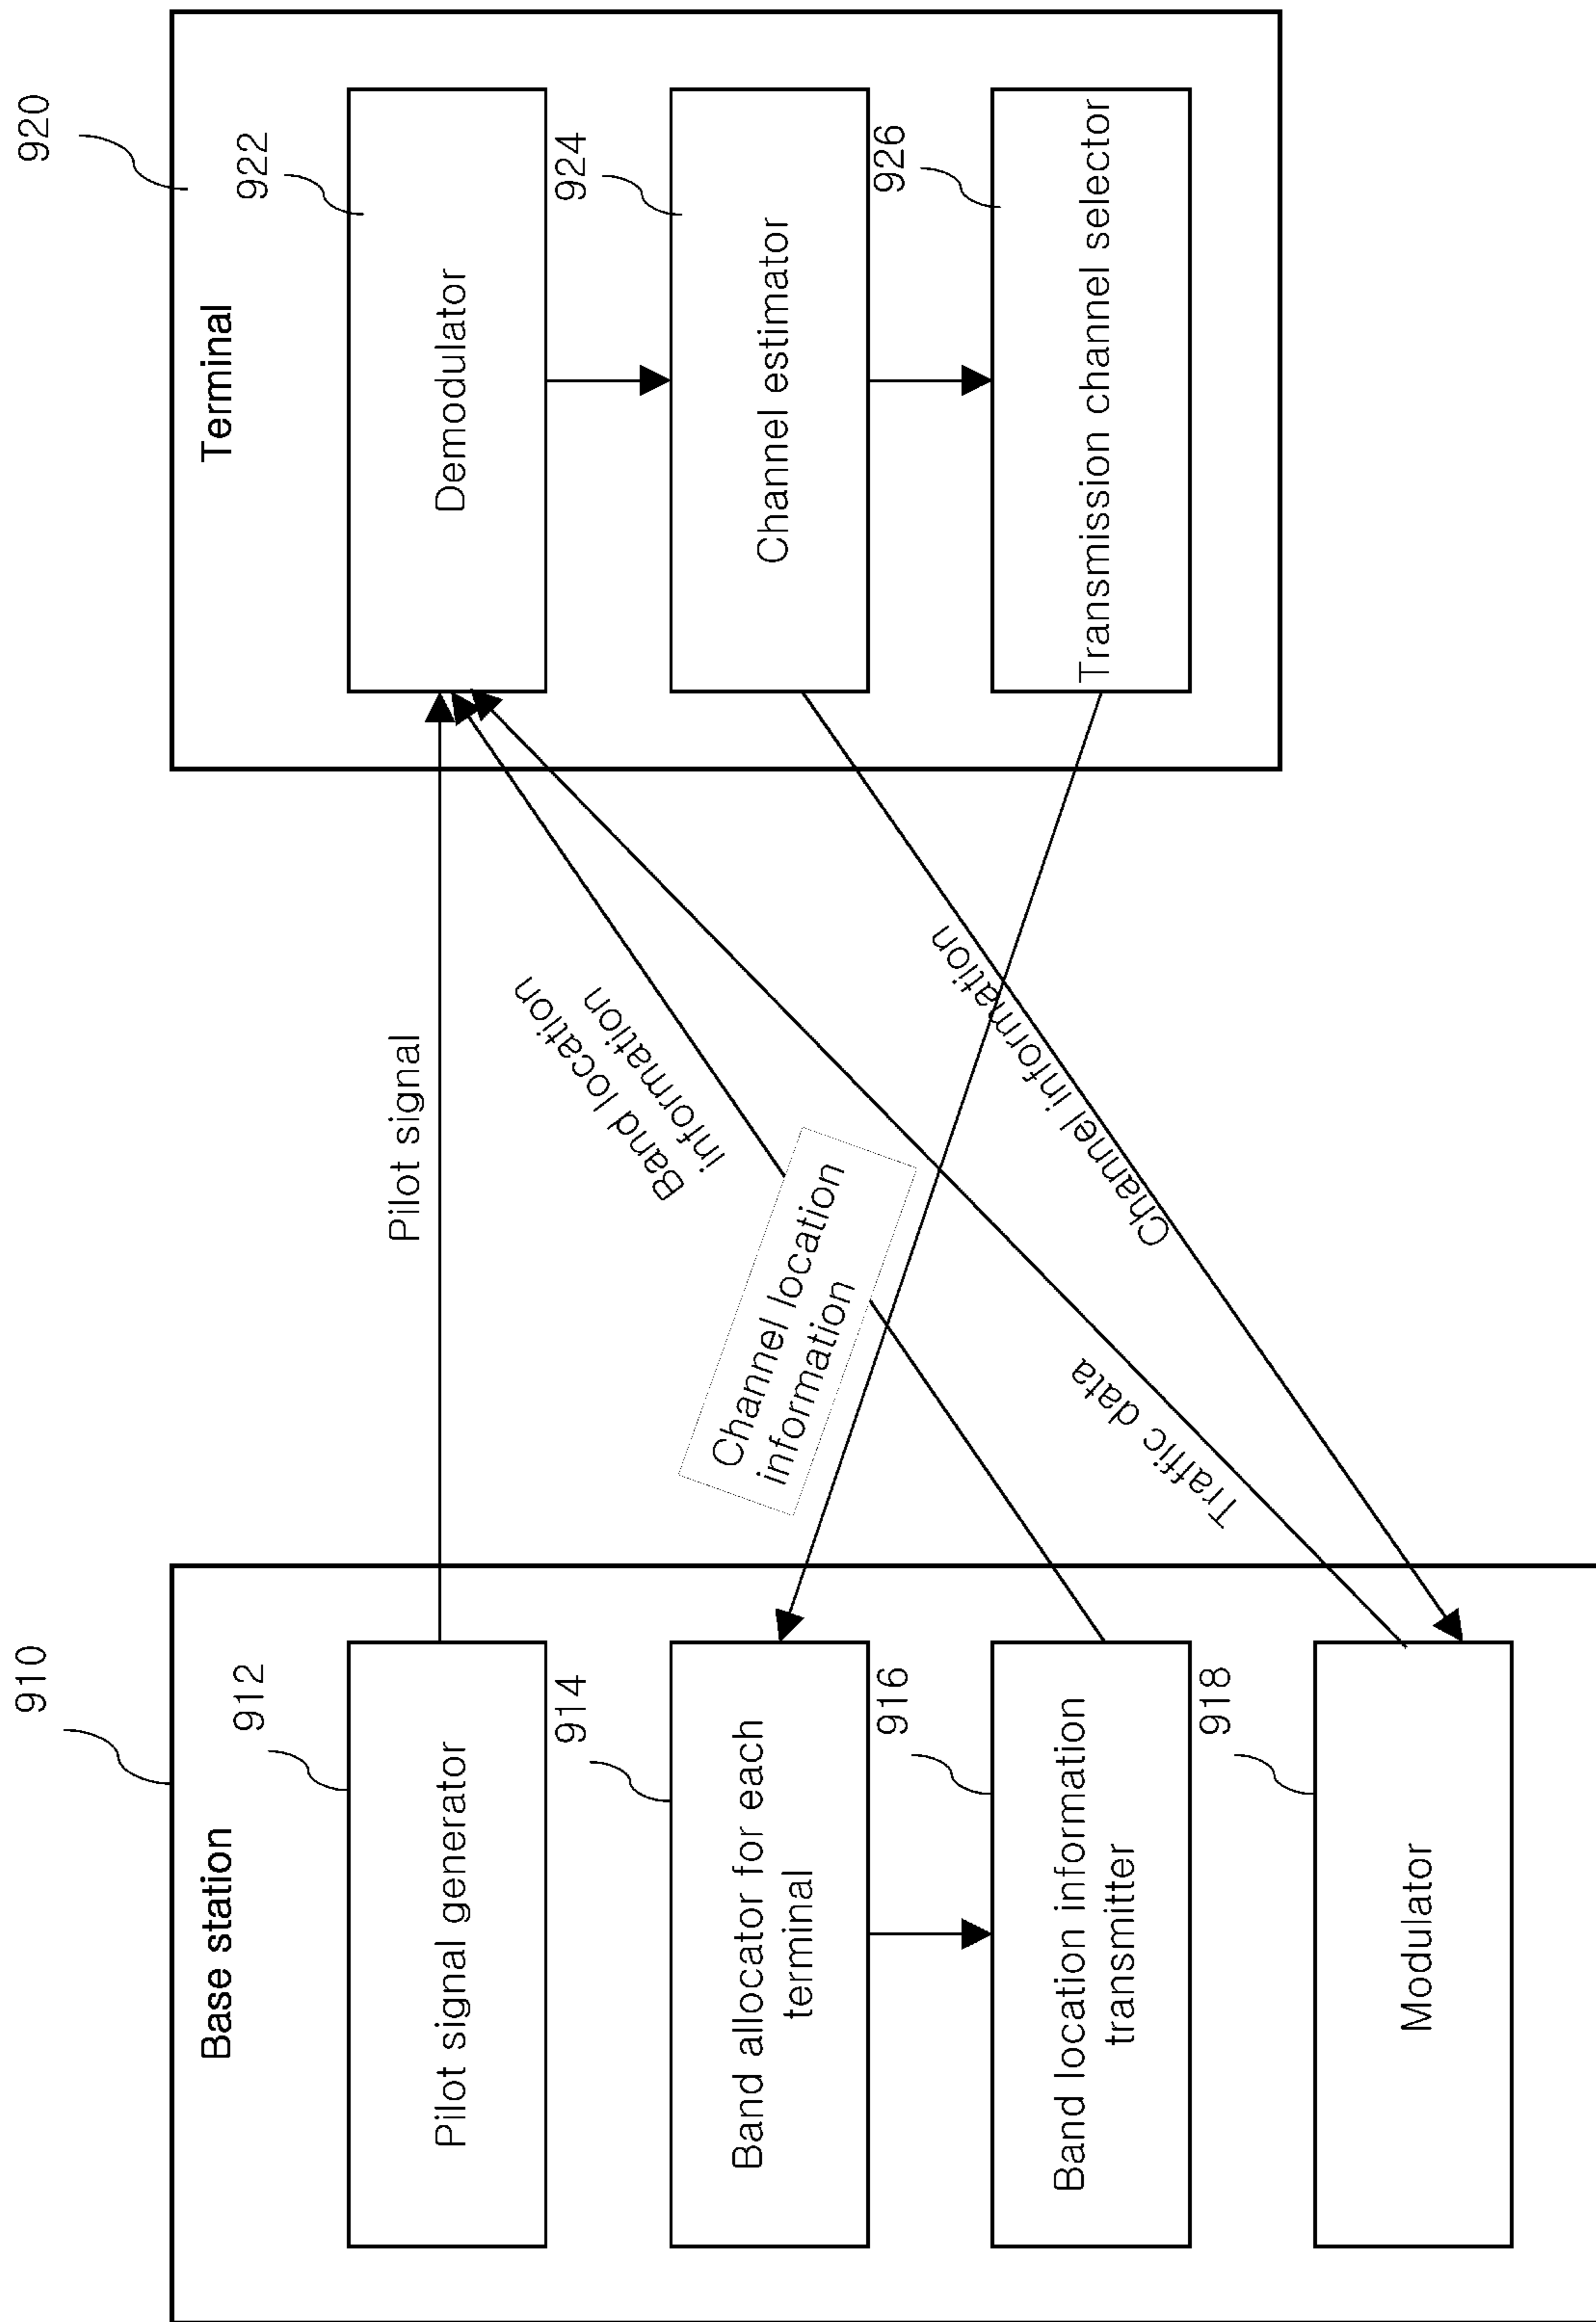 910
Base station
912
Pilot signal generator
914
Band allocator for each
terminal
916
Band location information
transmitter
918
Modulator
Pilot signal
Band location
information
Channel location
information
Traffic data
Channel information
920
Terminal
922
Demodulator
924
Channel estimator
926
Transmission channel selector